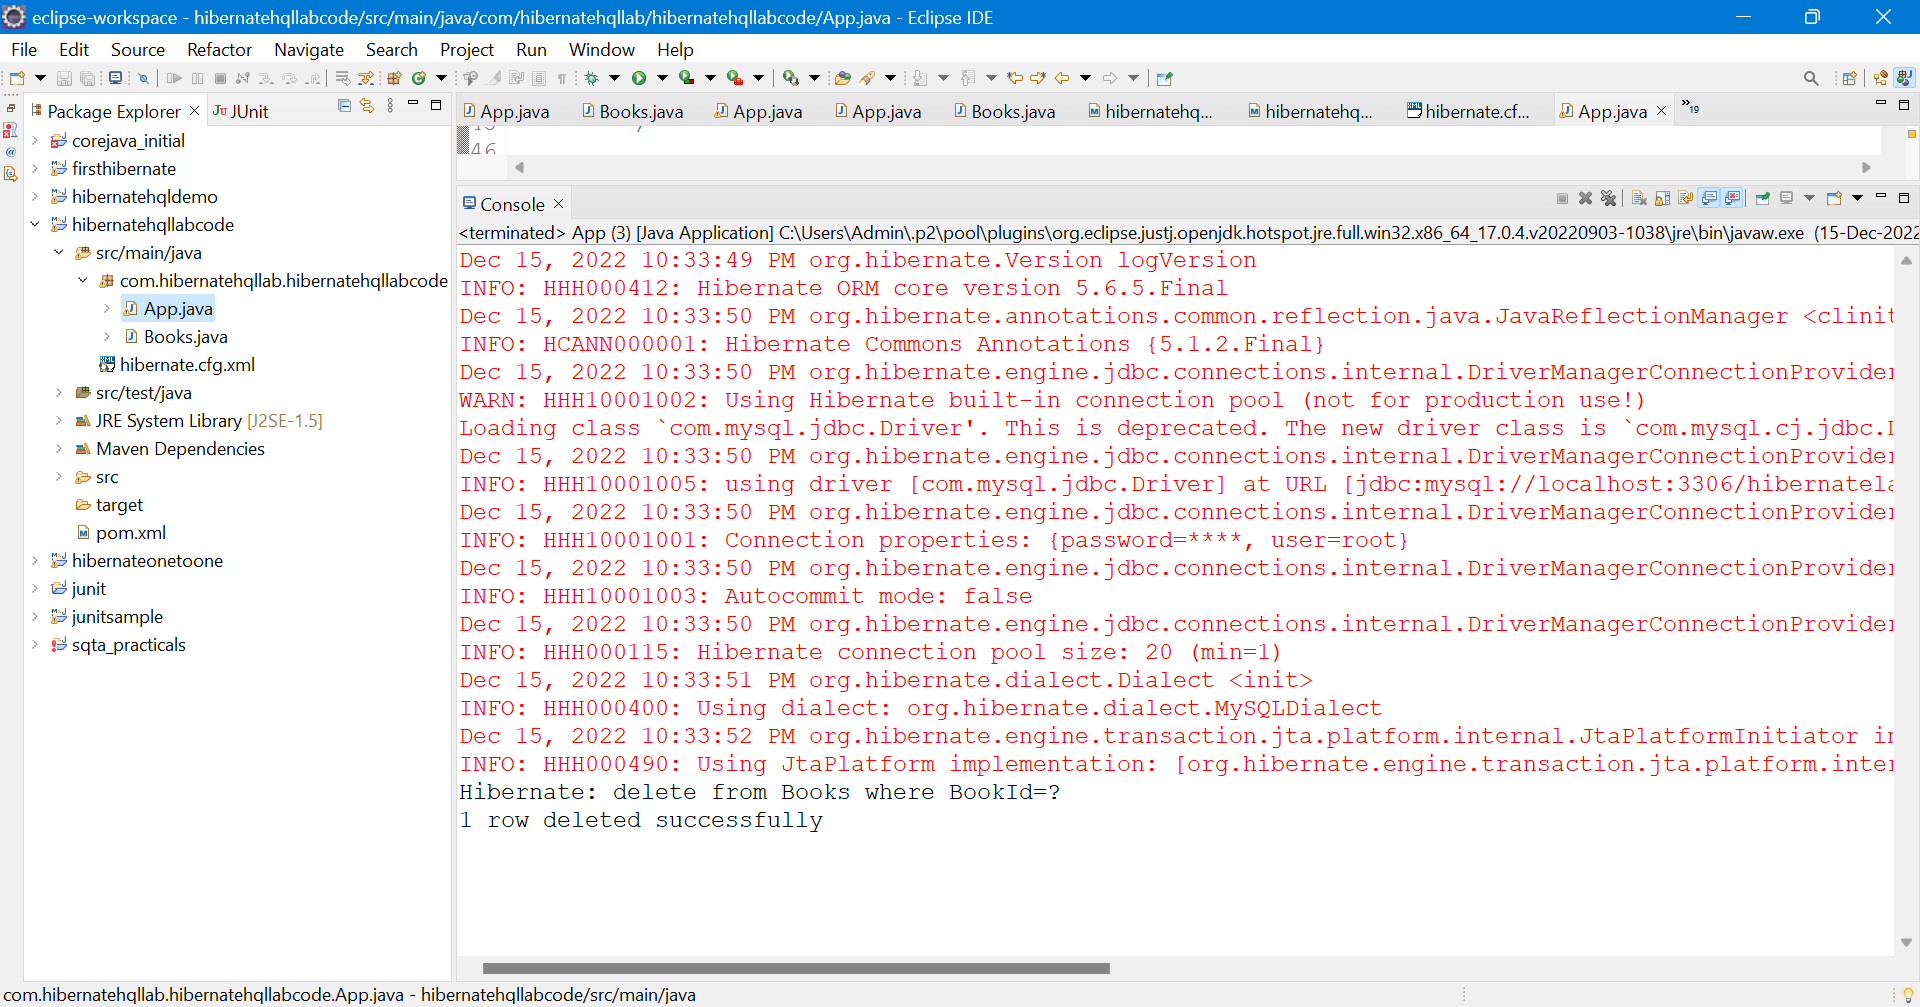 eclipse-workspace - hibernatehqllabcode/src/main/java/com/hibernatehqllab/hibernatehqllabcode/App.java - Eclipse IDE
File Edit Source Refactor Navigate Search Project Run Window Help
Package Explorer
JUnit
App.java
Books.java
App.java
App.java
Books.java
hibernatehq...
hibernatehq...
hibernate.cf...
App.java
19
46
corejava_initial
firsthibernate
hibernatehqldemo
hibernatehqllabcode
src/main/java
com.hibernatehqllab.hibernatehqllabcode
App.java
Books.java
hibernate.cfg.xml
src/test/java
JRE System Library [J2SE-1.5]
Maven Dependencies
src
target
pom.xml
hibernateonetoone
junit
junitsample
sqta_practicals
Console
<terminated> App (3) [Java Application] C:\Users\Admin\.p2\pool\plugins\org.eclipse.justj.openjdk.hotspot.jre.full.win32.x86_64_17.0.4.v20220903-1038\jre\bin\javaw.exe (15-Dec-2022
Dec 15, 2022 10:33:49 PM org.hibernate.Version logVersion
INFO: HHH000412: Hibernate ORM core version 5.6.5.Final
Dec 15, 2022 10:33:50 PM org.hibernate.annotations.common.reflection.java.JavaReflectionManager <clinit
INFO: HCANN000001: Hibernate Commons Annotations {5.1.2.Final}
Dec 15, 2022 10:33:50 PM org.hibernate.engine.jdbc.connections.internal.DriverManagerConnectionProvider
WARN: HHH10001002: Using Hibernate built-in connection pool (not for production use!)
Loading class `com.mysql.jdbc.Driver'. This is deprecated. The new driver class is `com.mysql.cj.jdbc.
Dec 15, 2022 10:33:50 PM org.hibernate.engine.jdbc.connections.internal.DriverManagerConnectionProvider
INFO: HHH10001005: using driver [com.mysql.jdbc.Driver] at URL [jdbc:mysql://localhost:3306/hibernatela
Dec 15, 2022 10:33:50 PM org.hibernate.engine.jdbc.connections.internal.DriverManagerConnectionProvider
INFO: HHH10001001: Connection properties: {password=****, user=root}
Dec 15, 2022 10:33:50 PM org.hibernate.engine.jdbc.connections.internal.DriverManagerConnectionProvider
INFO: HHH10001003: Autocommit mode: false
Dec 15, 2022 10:33:50 PM org.hibernate.engine.jdbc.connections.internal.DriverManagerConnectionProvider
INFO: HHH000115: Hibernate connection pool size: 20 (min=1)
Dec 15, 2022 10:33:51 PM org.hibernate.dialect.Dialect <init>
INFO: HHH000400: Using dialect: org.hibernate.dialect.MySQLDialect
Dec 15, 2022 10:33:52 PM org.hibernate.engine.transaction.jta.platform.internal.JtaPlatformInitiator in
INFO: HHH000490: Using JtaPlatform implementation: [org.hibernate.engine.transaction.jta.platform.inter
Hibernate: delete from Books where BookId=?
1 row deleted successfully
com.hibernatehqllab.hibernatehqllabcode.App.java - hibernatehqllabcode/src/main/java